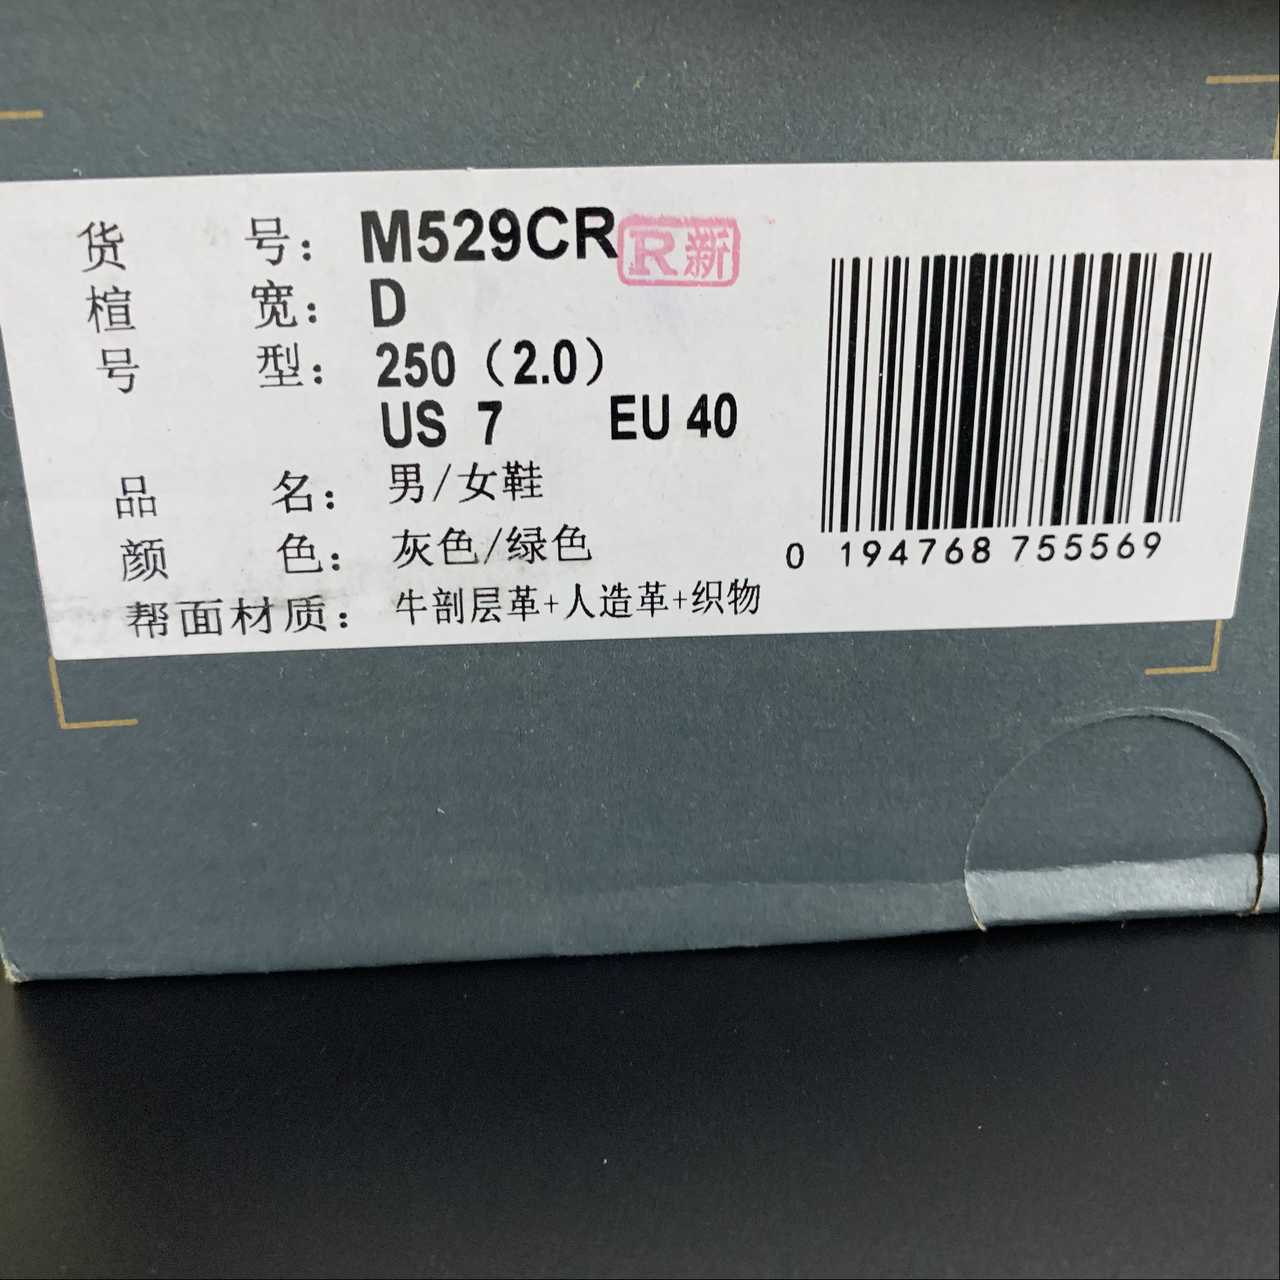 货 号: M529CR R新
楦 宽: D
号 型: 250（2.0）
US 7 EU 40
品 名: 男/女鞋
颜 色: 灰色/绿色
帮面材质: 牛剖层革+人造革+织物
0 194768 755569